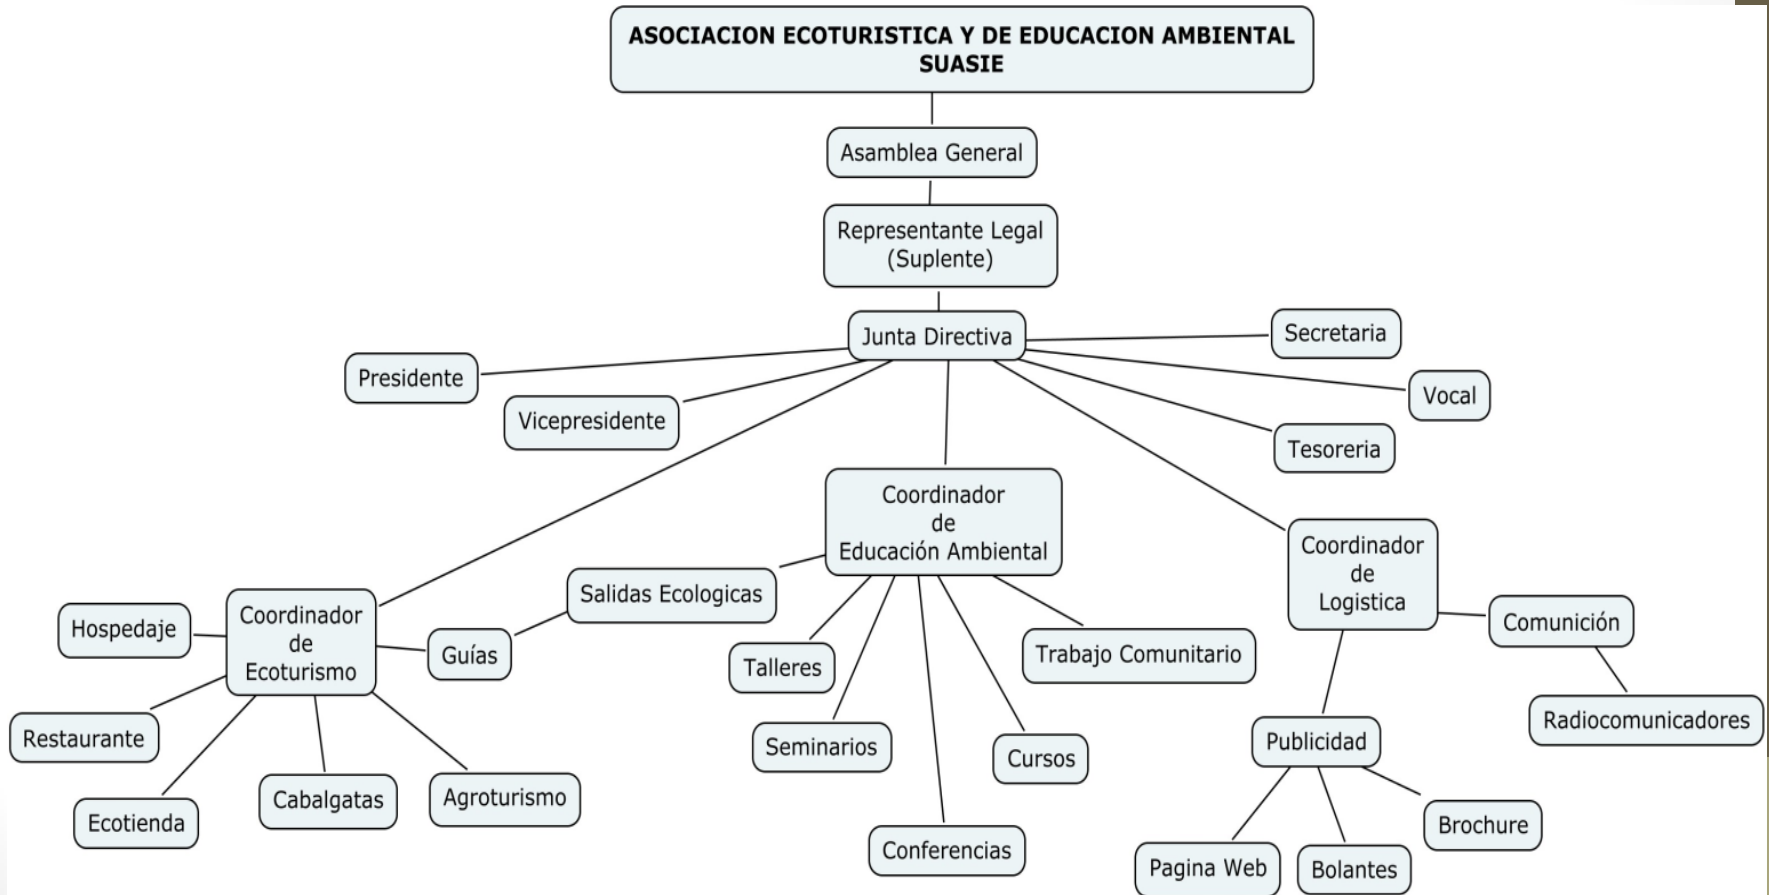 ASOCIACION ECOTURISTICA Y DE EDUCACION AMBIENTAL
SUASIE
Asamblea General
Representante Legal
(Suplente)
Junta Directiva
Secretaria
Presidente
Vocal
Vicepresidente
Tesoreria
Coordinador
de
Educación Ambiental
Coordinador
de
Logistica
Coordinador
de
Ecoturismo
Salidas Ecologicas
Hospedaje
Guías
Comunición
Talleres
Trabajo Comunitario
Restaurante
Radiocomunicadores
Seminarios
Cursos
Publicidad
Ecotienda
Cabalgatas
Agroturismo
Conferencias
Brochure
Pagina Web
Bolantes